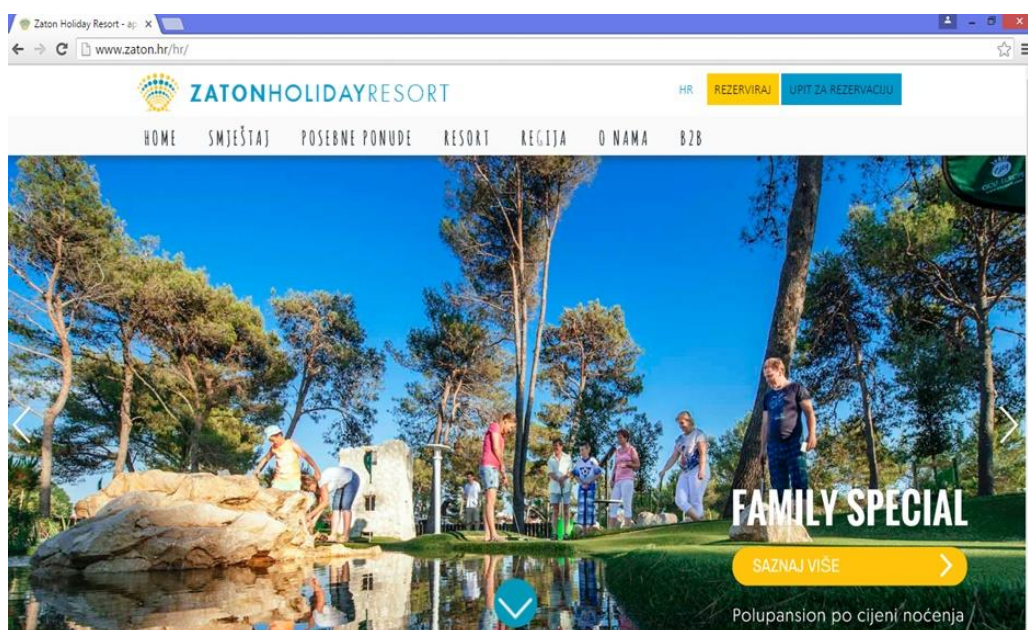 Zaton Holiday Resort - ap
www.zaton.hr/hr/
ZATONHOLIDAYRESORT
HR
REZERVIRAJ
UPIT ZA REZERVACIJU
HOME SMJEŠTAJ POSEBNE PONUDE RESORT REGIJA O NAMA B2B
FAMILY SPECIAL
SAZNAJ VIŠE
Polupansion po cijeni noćenja